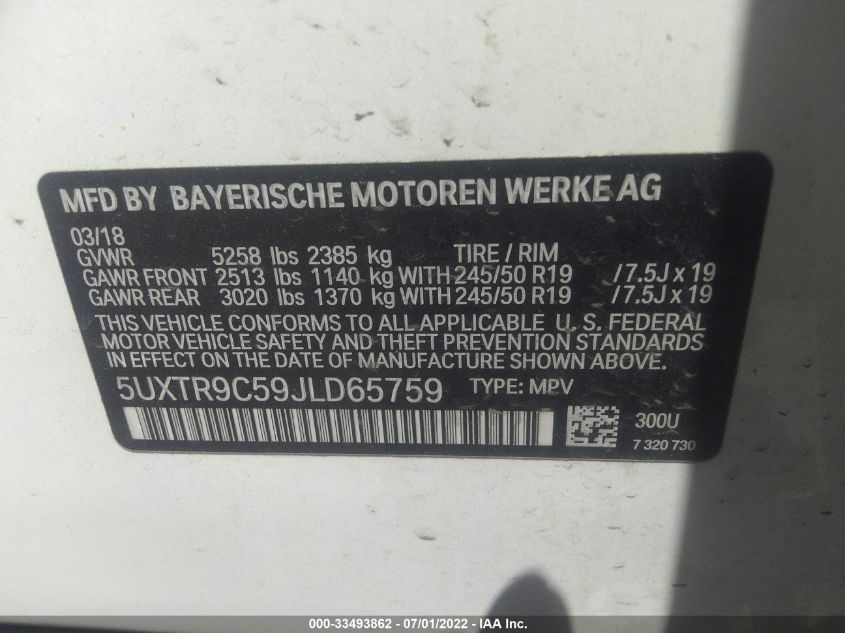 MFD BY BAYERISCHE MOTOREN WERKE AG
03/18
GVWR 5258 lbs 2385 kg TIRE / RIM
GAWR FRONT 2513 lbs 1140 kg WITH 245/50 R19 / 7.5J x 19
GAWR REAR 3020 lbs 1370 kg WITH 245/50 R19 / 7.5J x 19
THIS VEHICLE CONFORMS TO ALL APPLICABLE U. S. FEDERAL
MOTOR VEHICLE SAFETY AND THEFT PREVENTION STANDARDS
IN EFFECT ON THE DATE OF MANUFACTURE SHOWN ABOVE.
5UXTR9C59JLD65759 TYPE: MPV
300U
7 320 730
000-33493862 - 07/01/2022 - IAA Inc.